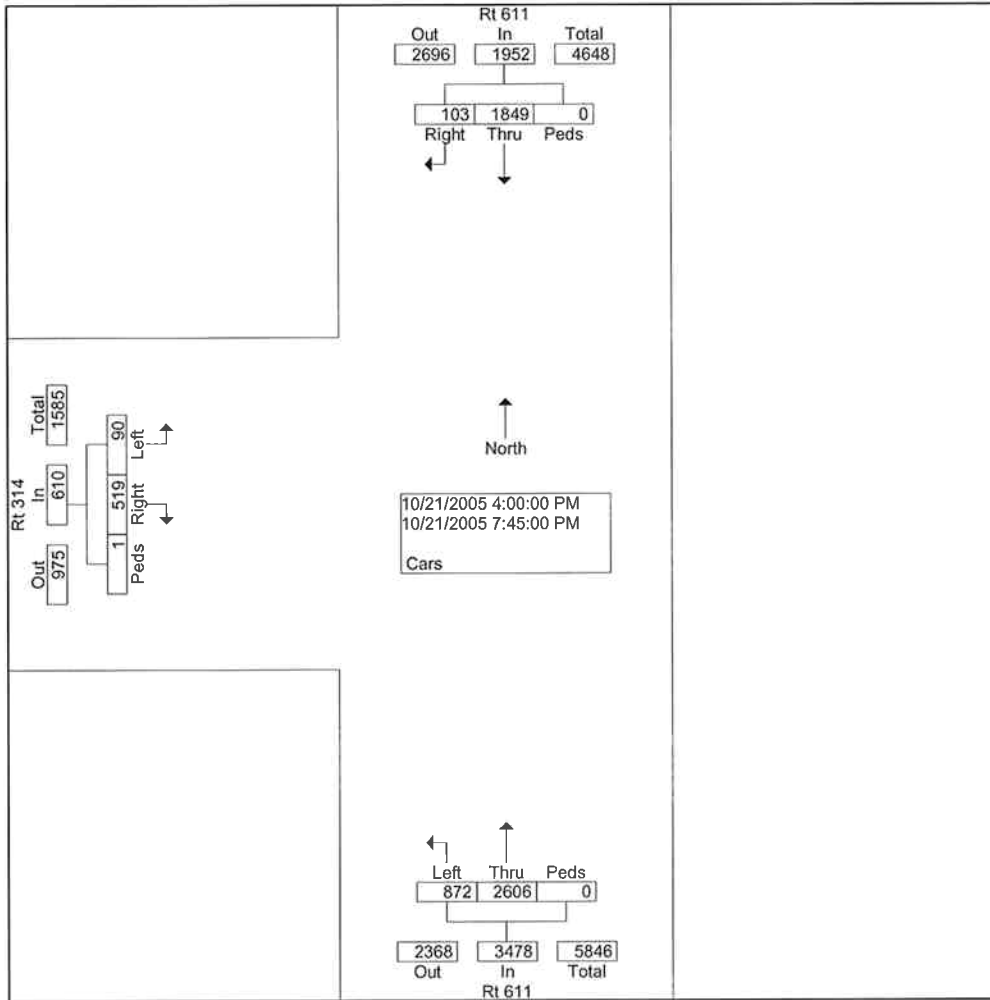 Rt 611
Out In Total
2696 1952 4648
103 1849 0
Right Thru Peds
Rt 314
Out In Total
975 610 1585
1 519 90
Peds Right Left
North
10/21/2005 4:00:00 PM
10/21/2005 7:45:00 PM
Cars
Left Thru Peds
872 2606 0
2368 3478 5846
Out In Total
Rt 611